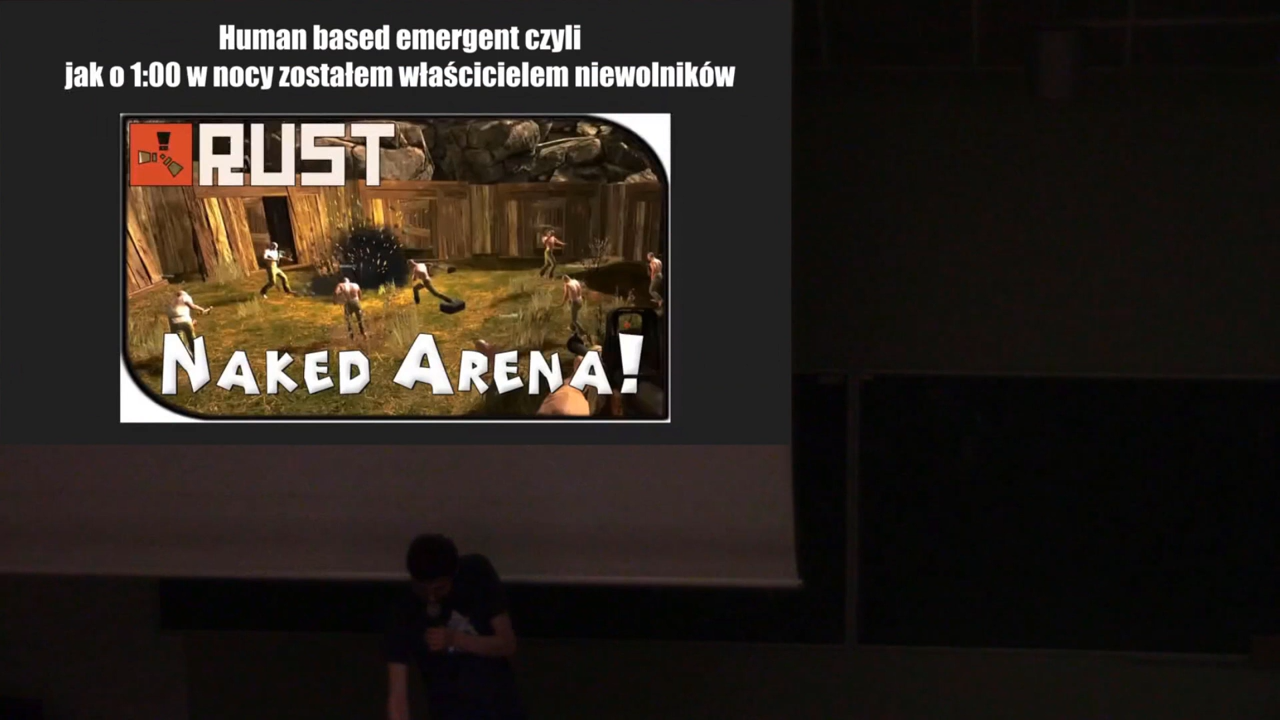 Human based emergent czyli
jak o 1:00 w nocy zostałem właścicielem niewolników
RUST
NAKED ARENA!